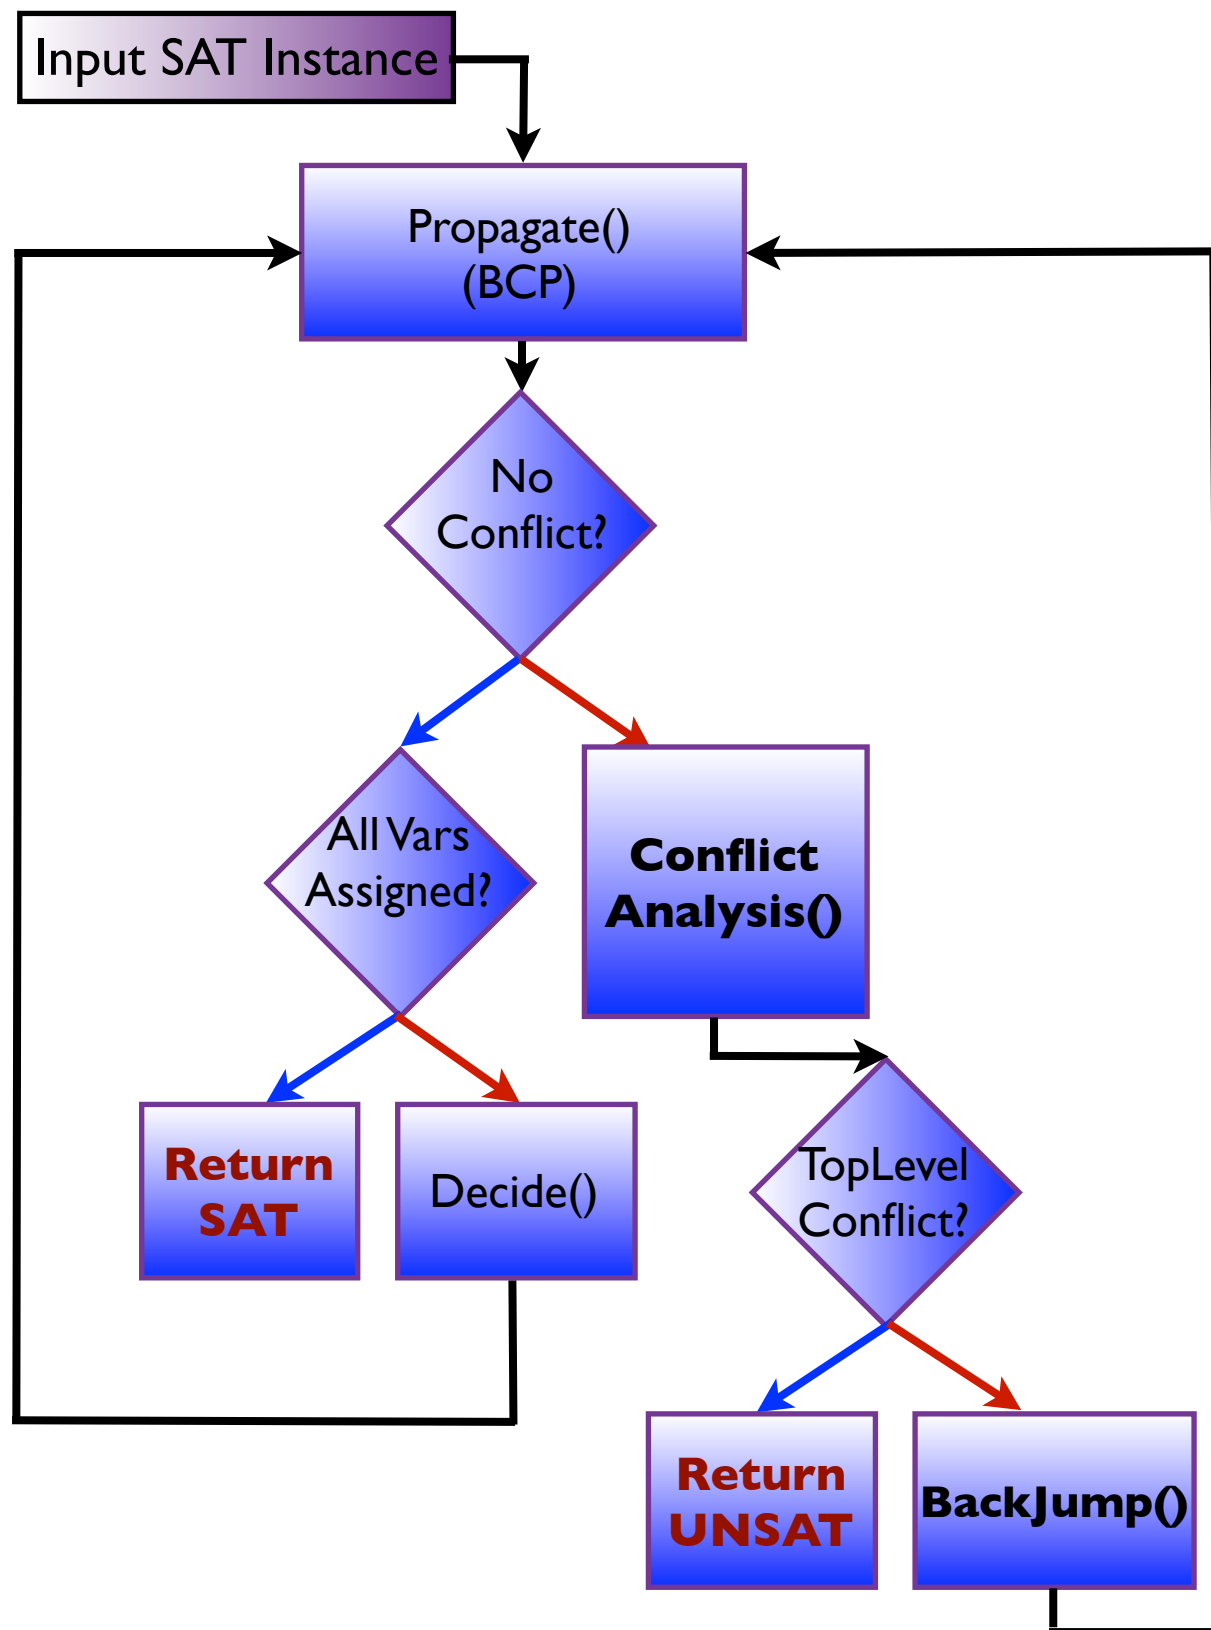 Input SAT Instance
Propagate()
(BCP)
No
Conflict?
All Vars
Assigned?
Conflict
Analysis()
Return
SAT
Decide()
TopLevel
Conflict?
Return
UNSAT
BackJump()